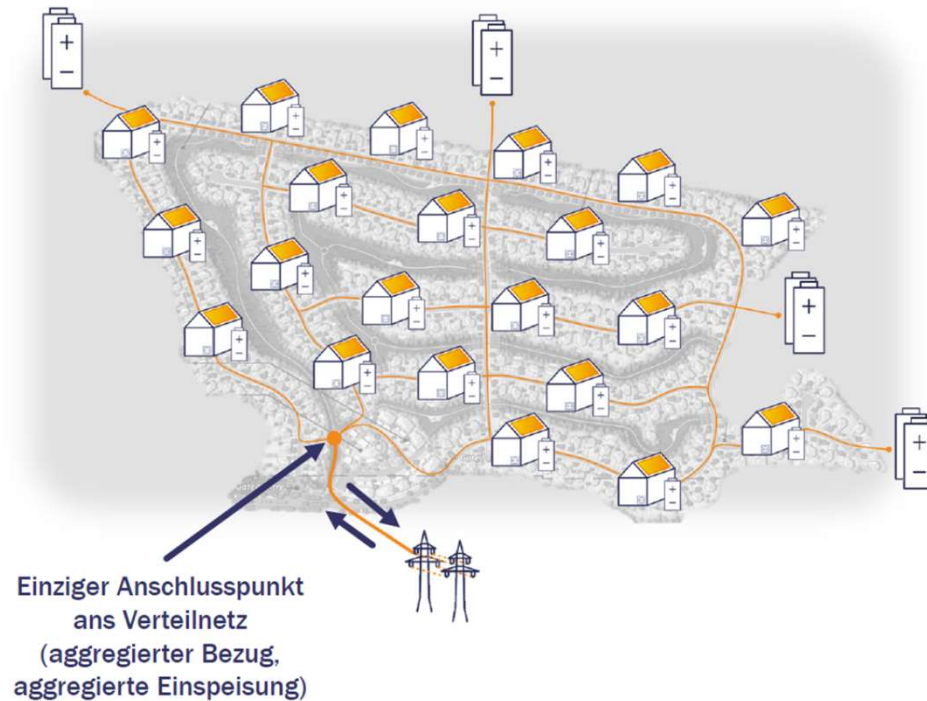 Einziger Anschlusspunkt
ans Verteilnetz
(aggregierter Bezug,
aggregierte Einspeisung)